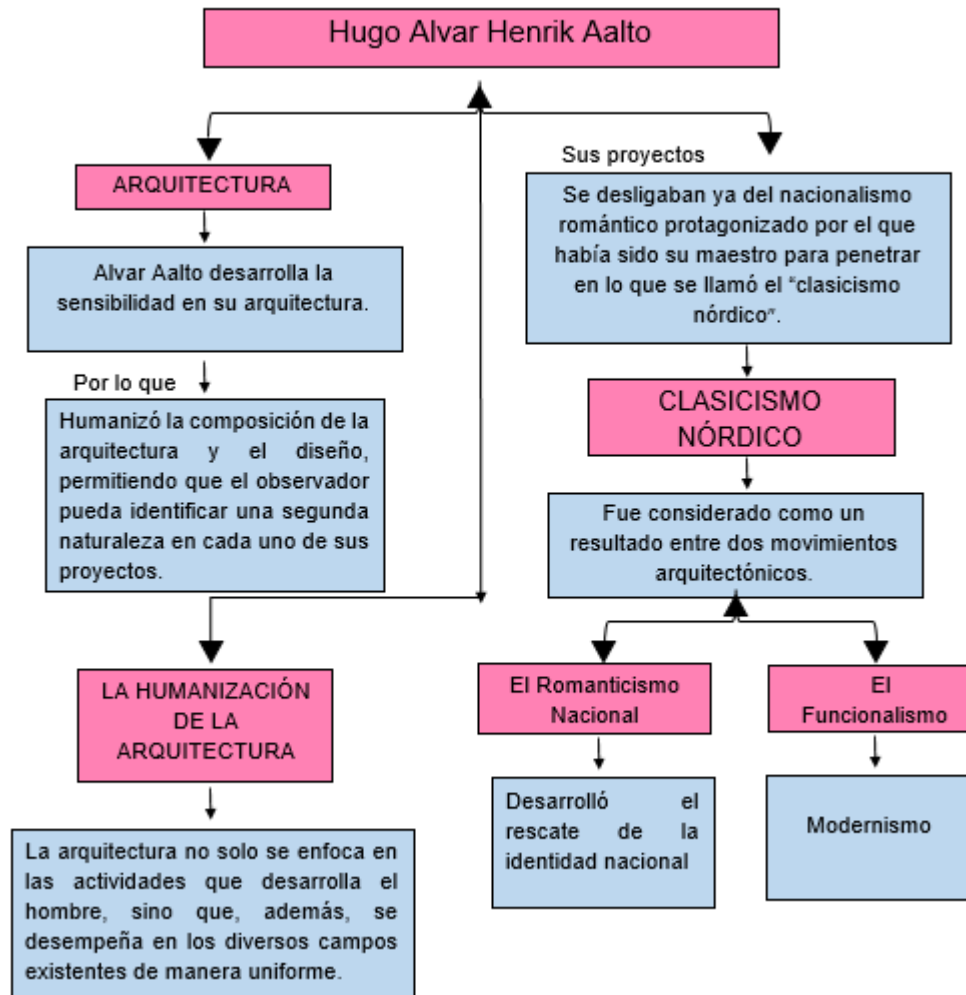 Hugo Alvar Henrik Aalto
ARQUITECTURA
Alvar Aalto desarrolla la
sensibilidad en su arquitectura.
Por lo que
Humanizó la composición de la
arquitectura y el diseño,
permitiendo que el observador
pueda identificar una segunda
naturaleza en cada uno de sus
proyectos.
LA HUMANIZACIÓN
DE LA
ARQUITECTURA
La arquitectura no solo se enfoca en
las actividades que desarrolla el
hombre, sino que, además, se
desempeña en los diversos campos
existentes de manera uniforme.
Sus proyectos
Se desligaban ya del nacionalismo
romántico protagonizado por el que
había sido su maestro para penetrar
en lo que se llamó el “clasicismo
nórdico”.
CLASICISMO
NÓRDICO
Fue considerado como un
resultado entre dos movimientos
arquitectónicos.
El Romanticismo
Nacional
Desarrolló el
rescate de la
identidad nacional
El
Funcionalismo
Modernismo